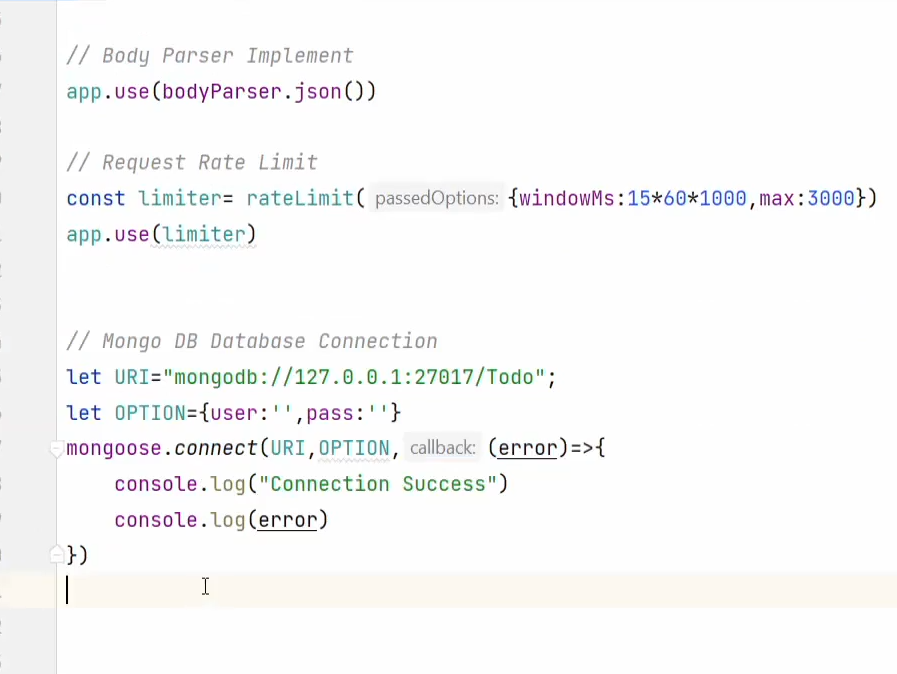 // Body Parser Implement
app.use(bodyParser.json())
// Request Rate Limit
const limiter= rateLimit( passedOptions: {windowMs:15*60*1000,max:3000})
app.use(limiter)
// Mongo DB Database Connection
let URI="mongodb://127.0.0.1:27017/Todo";
let OPTION={user:'',pass:''}
mongoose.connect(URI,OPTION, callback: (error)=>{
    console.log("Connection Success")
    console.log(error)
})